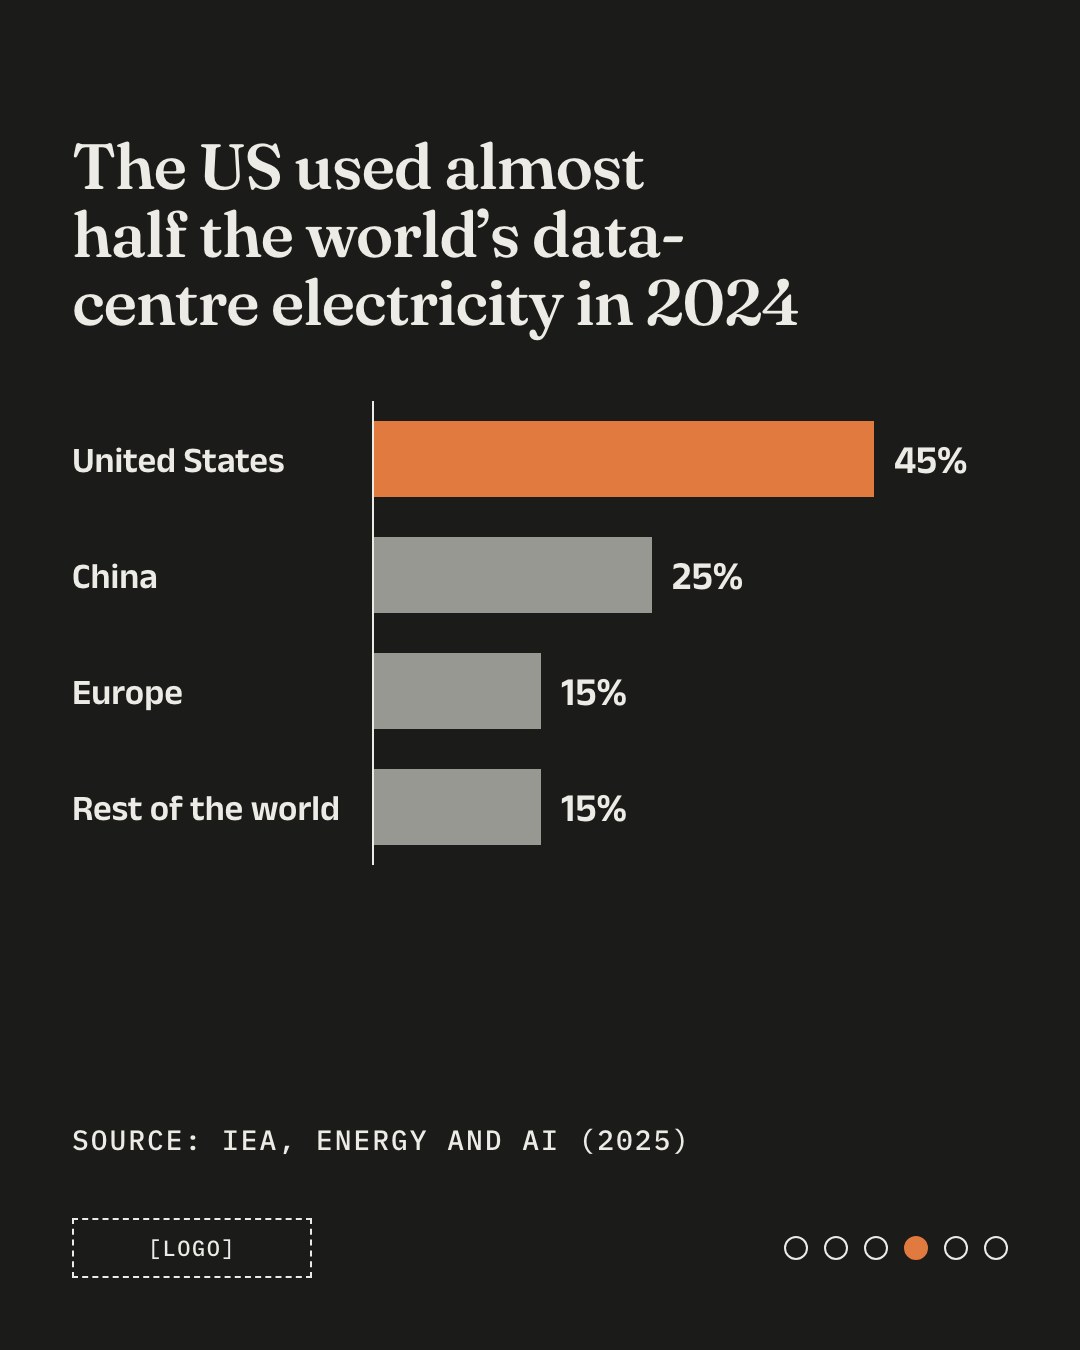 The US used almost
half the world’s data-
centre electricity in 2024
United States 45%
China 25%
Europe 15%
Rest of the world 15%
SOURCE: IEA, ENERGY AND AI (2025)
[LOGO]